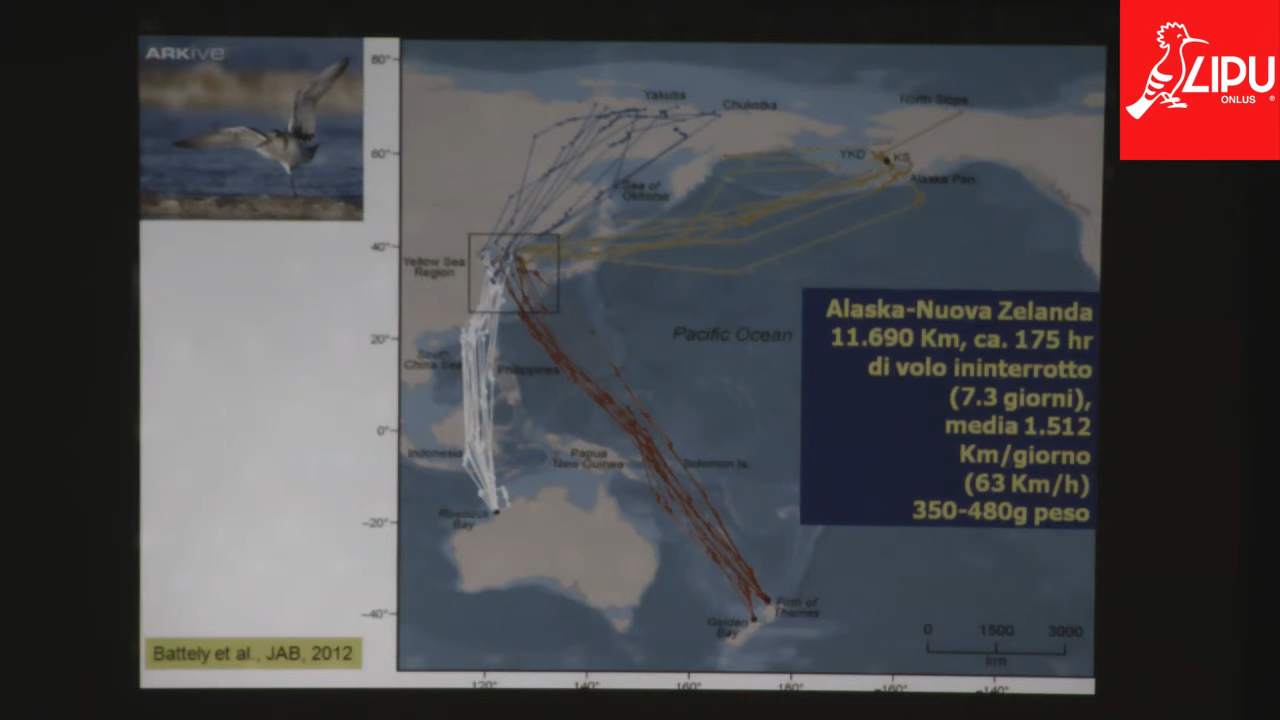 ARKive
LIPU
ONLUS
80°
Yakutia
Chukotka
North Slope
60°
YKD
KS
Alaska Pen.
Sea of
Okhotsk
40°
Yellow Sea
Region
Alaska-Nuova Zelanda
11.690 Km, ca. 175 hr
di volo ininterrotto
(7.3 giorni),
media 1.512
Km/giorno
(63 Km/h)
350-480g peso
Pacific Ocean
20°
South
China Sea
Philippines
0°
Indonesia
Papua
New Guinea
Solomon Is.
-20°
Roebuck
Bay
-40°
Firth of
Thames
Golden
Bay
0 1500 3000
km
Battely et al., JAB, 2012
120° 140° 160° 180° -160° -140°